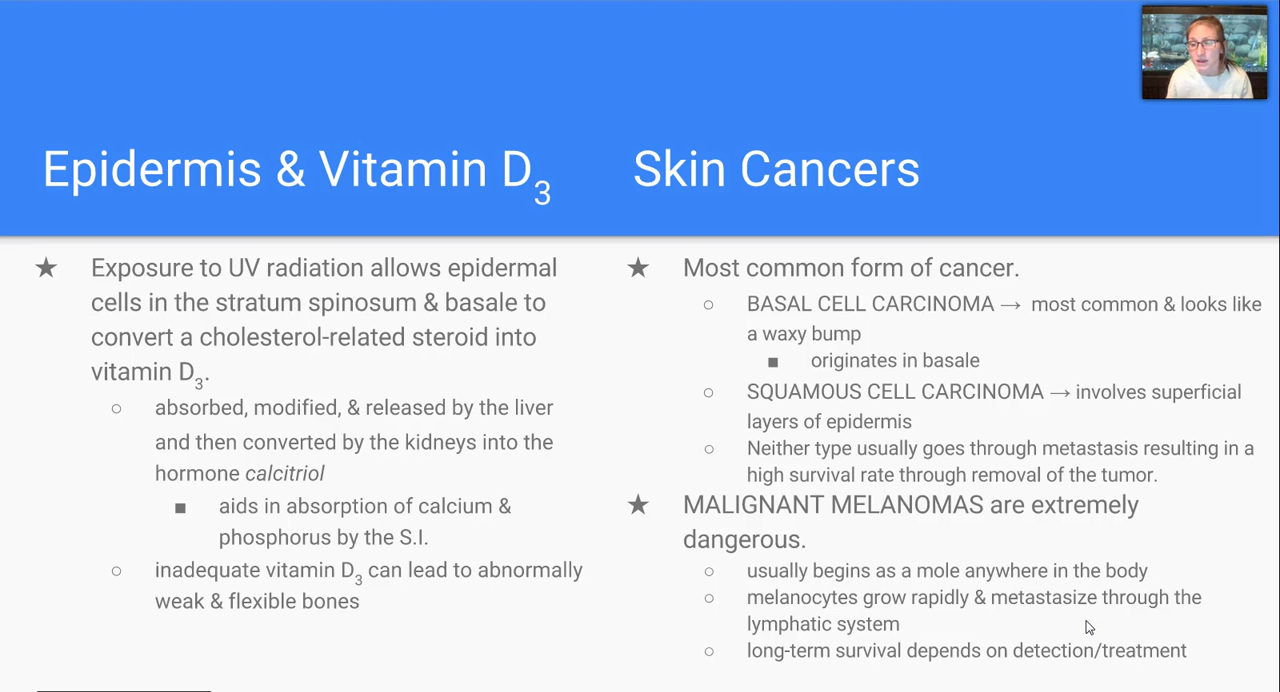 Epidermis & Vitamin D3
★ Exposure to UV radiation allows epidermal
cells in the stratum spinosum & basale to
convert a cholesterol-related steroid into
vitamin D3.
○ absorbed, modified, & released by the liver
and then converted by the kidneys into the
hormone calcitriol
■ aids in absorption of calcium &
phosphorus by the S.I.
○ inadequate vitamin D3 can lead to abnormally
weak & flexible bones
Skin Cancers
★ Most common form of cancer.
○ BASAL CELL CARCINOMA → most common & looks like
a waxy bump
■ originates in basale
○ SQUAMOUS CELL CARCINOMA → involves superficial
layers of epidermis
○ Neither type usually goes through metastasis resulting in a
high survival rate through removal of the tumor.
★ MALIGNANT MELANOMAS are extremely
dangerous.
○ usually begins as a mole anywhere in the body
○ melanocytes grow rapidly & metastasize through the
lymphatic system
○ long-term survival depends on detection/treatment